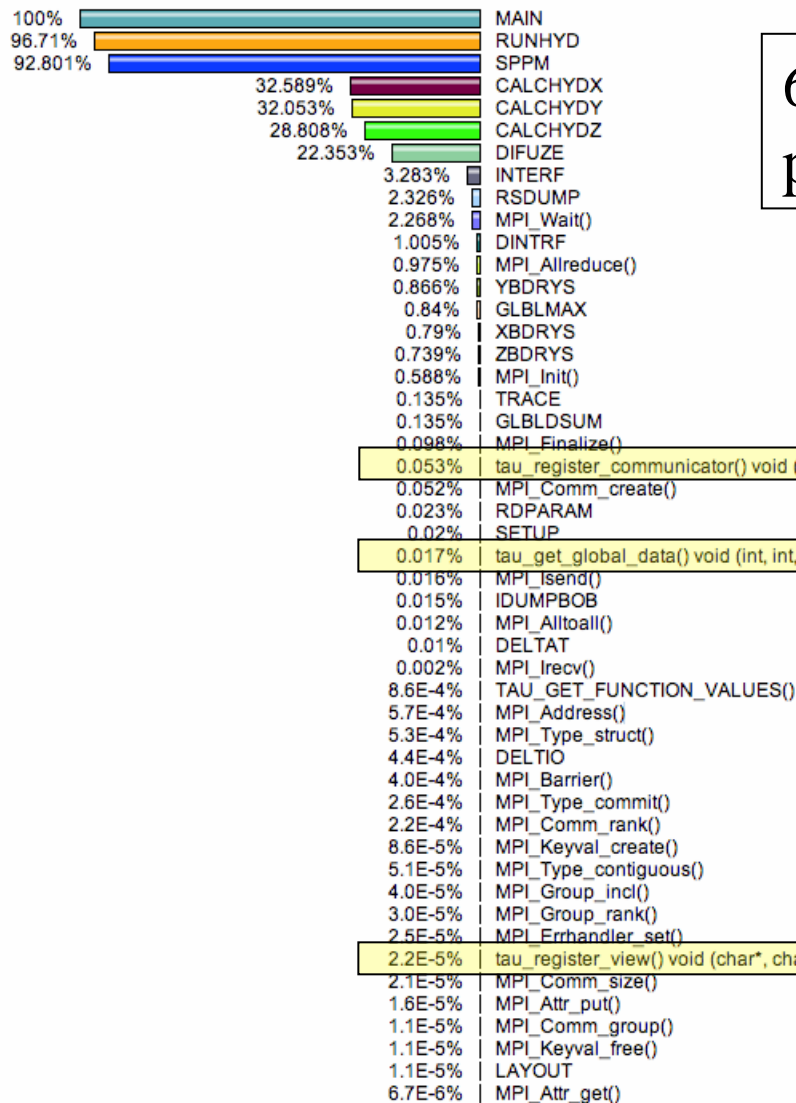 100% MAIN
96.71% RUNHYD
92.801% SPPM
32.589% CALCHYDX
32.053% CALCHYDY
28.808% CALCHYDZ
22.353% DIFUZE
3.283% INTERF
2.326% RSDUMP
2.268% MPI_Wait()
1.005% DINTRF
0.975% MPI_Allreduce()
0.866% YBDRYS
0.84% GLBLMAX
0.79% XBDRYS
0.739% ZBDRYS
0.588% MPI_Init()
0.135% TRACE
0.135% GLBLDSUM
0.098% MPI_Finalize()
0.053% tau_register_communicator() void (
0.052% MPI_Comm_create()
0.023% RDPARAM
0.02% SETUP
0.017% tau_get_global_data() void (int, int,
0.016% MPI_Isend()
0.015% IDUMPBOB
0.012% MPI_Alltoall()
0.01% DELTAT
0.002% MPI_Irecv()
8.6E-4% TAU_GET_FUNCTION_VALUES()
5.7E-4% MPI_Address()
5.3E-4% MPI_Type_struct()
4.4E-4% DELTIO
4.0E-4% MPI_Barrier()
2.6E-4% MPI_Type_commit()
2.2E-4% MPI_Comm_rank()
8.6E-5% MPI_Keyval_create()
5.1E-5% MPI_Type_contiguous()
4.0E-5% MPI_Group_incl()
3.0E-5% MPI_Group_rank()
2.5E-5% MPI_Errhandler_set()
2.2E-5% tau_register_view() void (char*, cha
2.1E-5% MPI_Comm_size()
1.6E-5% MPI_Attr_put()
1.1E-5% MPI_Comm_group()
1.1E-5% MPI_Keyval_free()
1.1E-5% LAYOUT
6.7E-6% MPI_Attr_get()